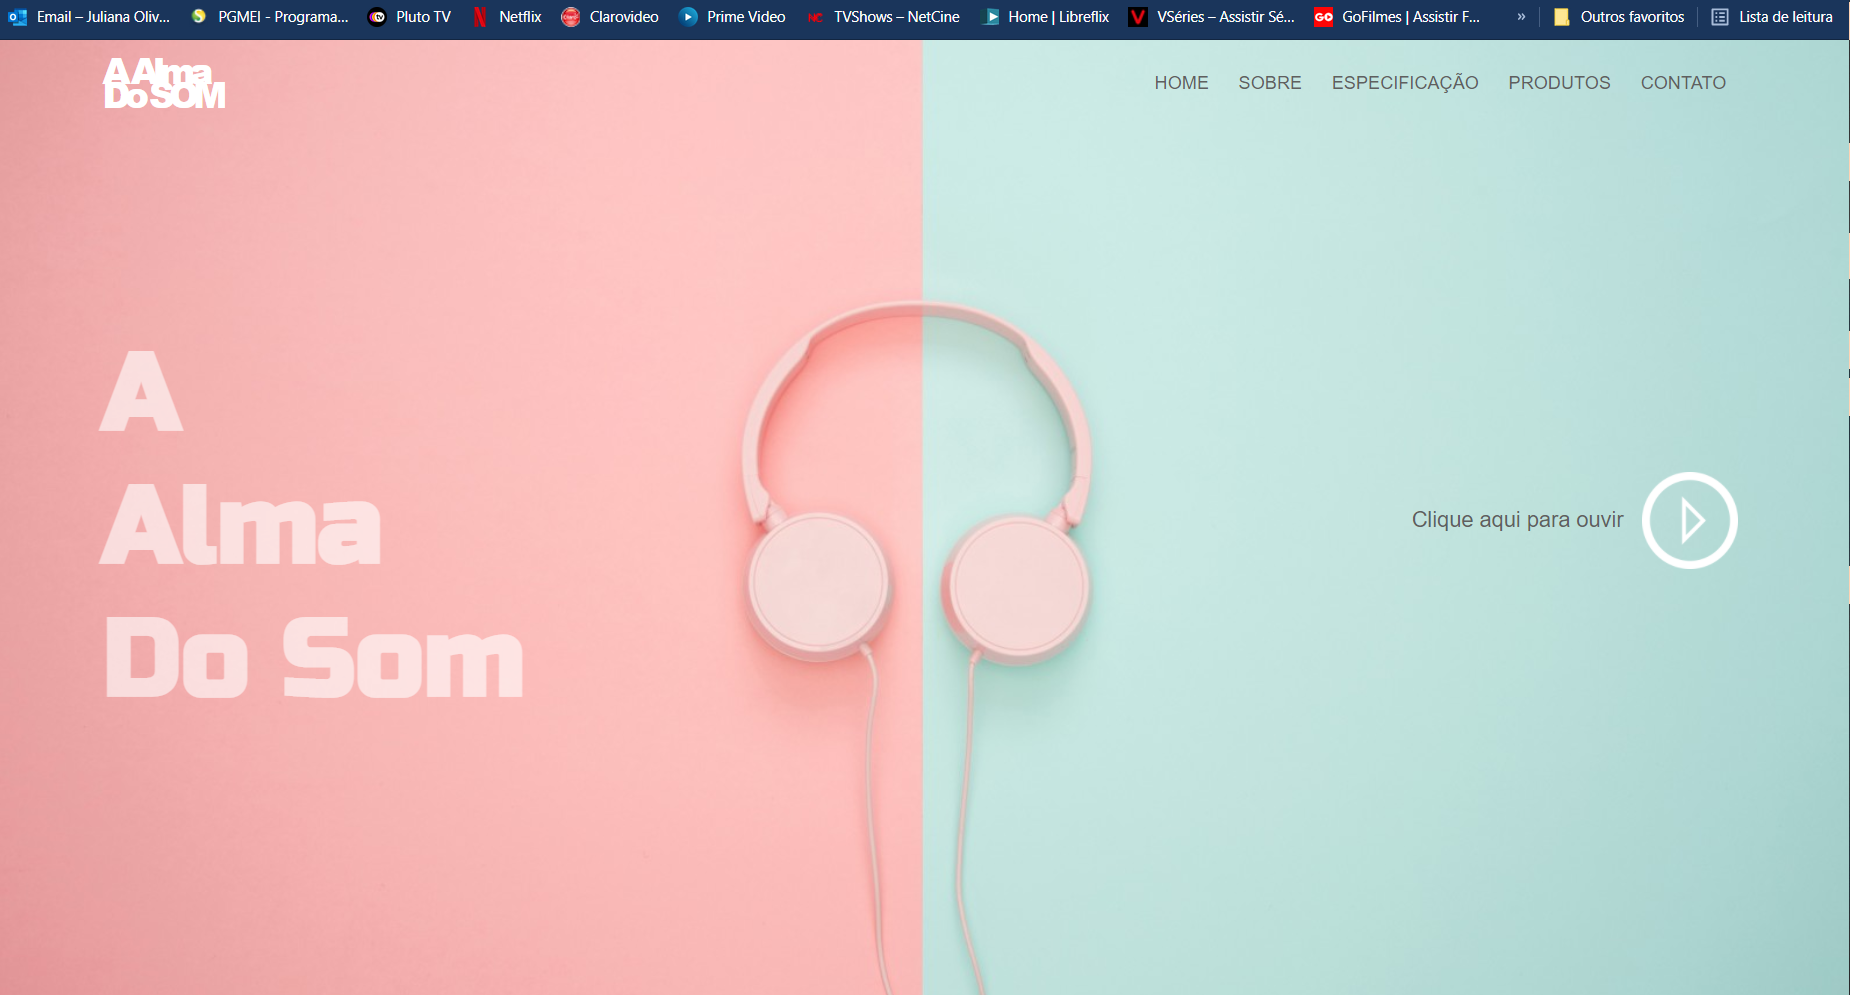 Email – Juliana Oliv...
PGMEI - Programa...
Pluto TV
Netflix
Clarovideo
Prime Video
NC
TVShows – NetCine
Home | Libreflix
V
VSéries – Assistir Sé...
GO
GoFilmes | Assistir F...
»
Outros favoritos
Lista de leitura
A Alma
Do SOM
HOME
SOBRE
ESPECIFICAÇÃO
PRODUTOS
CONTATO
A
Alma
Do Som
Clique aqui para ouvir